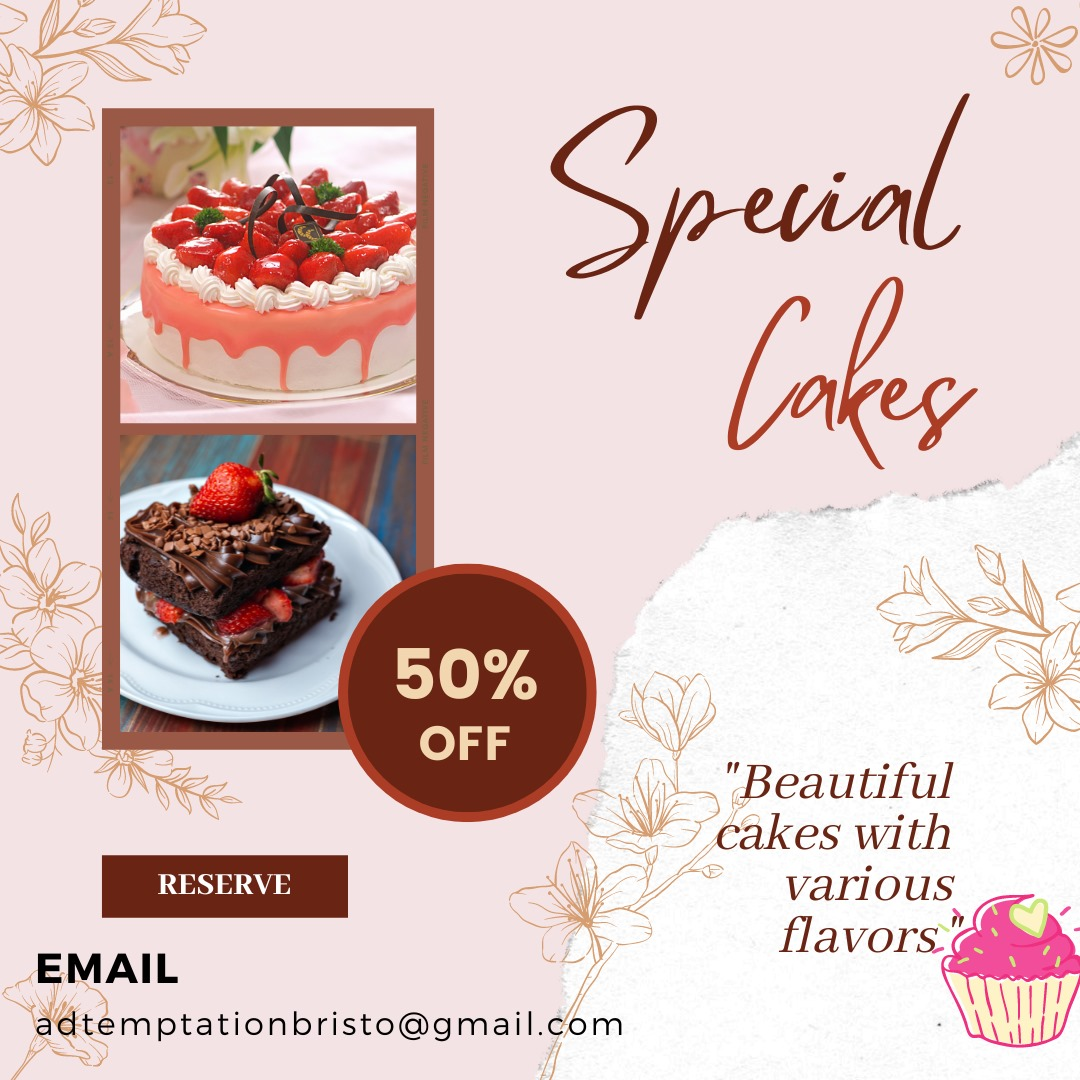 Special
Cakes
50%
OFF
"Beautiful
cakes with
various
flavors"
RESERVE
EMAIL
adtemptationbristo@gmail.com